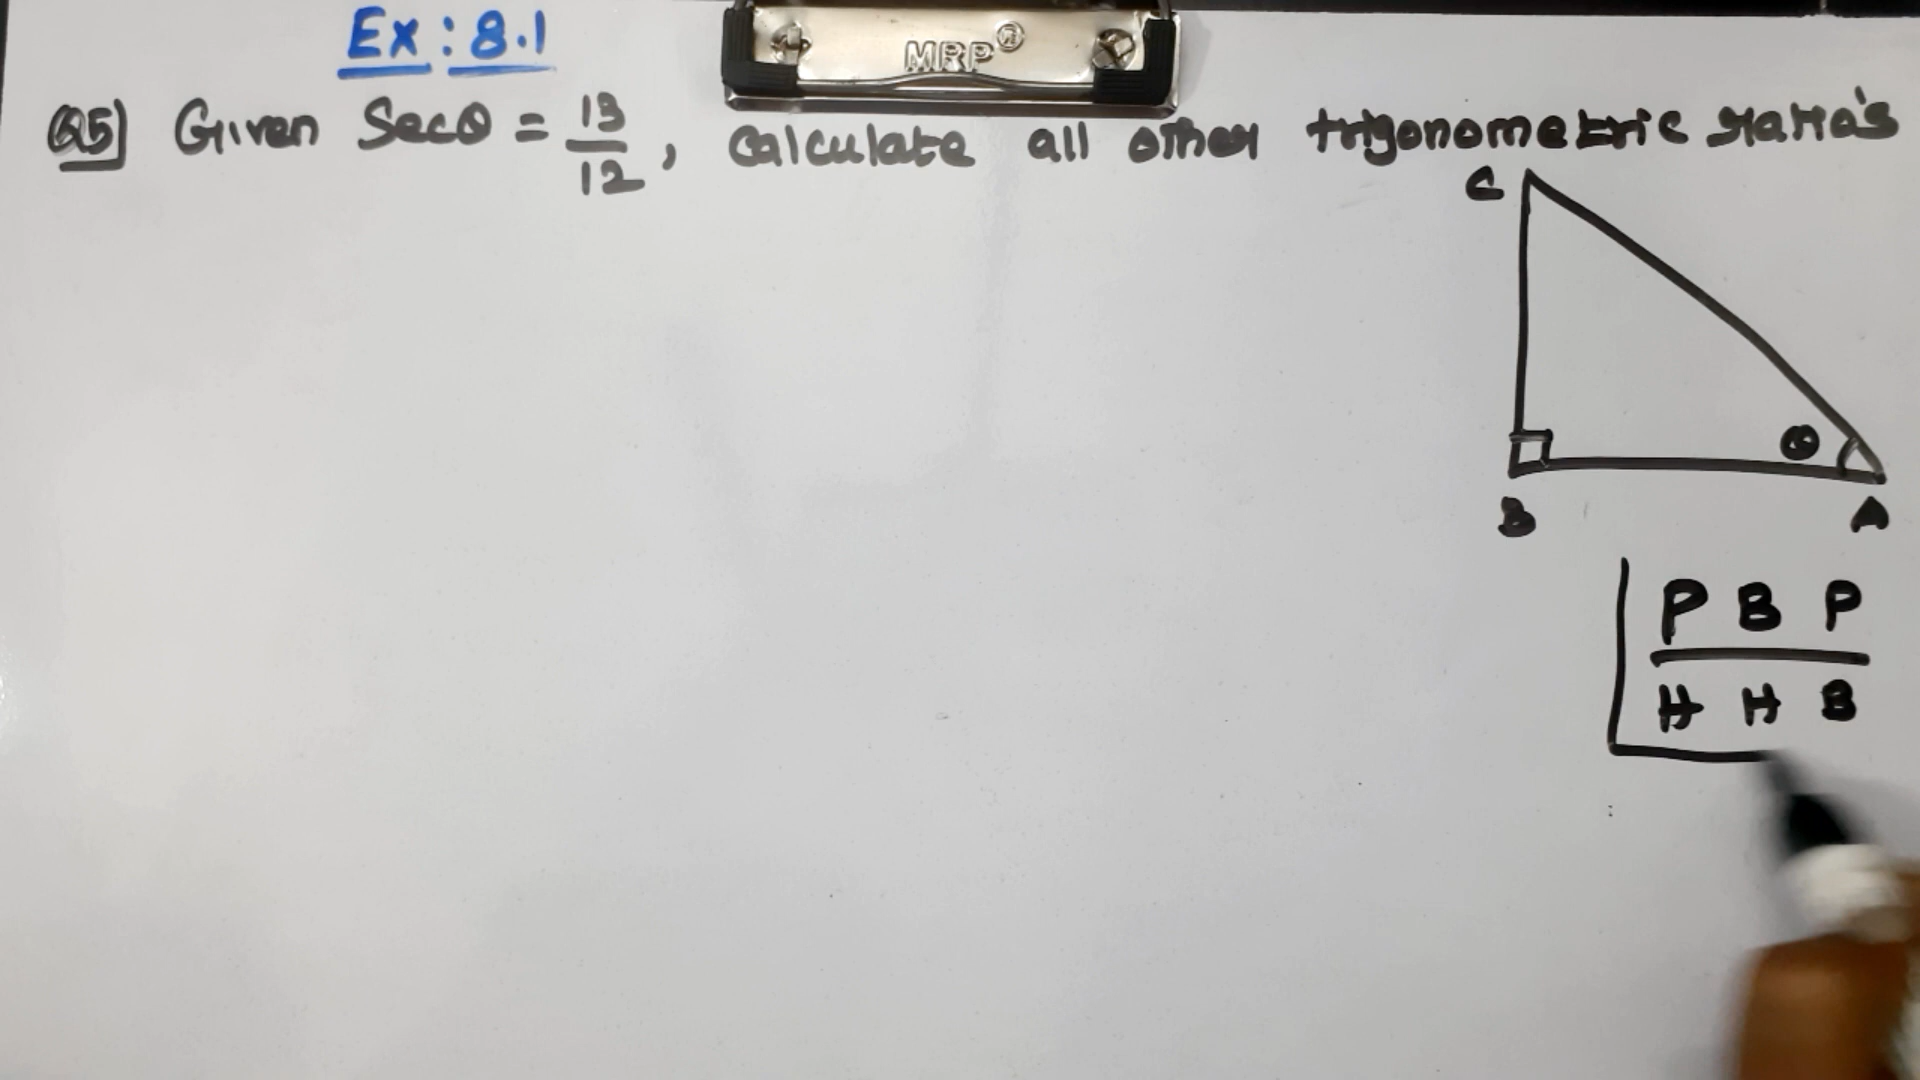 Ex: 8.1
MRP®
Q5] Given Secθ = 13/12, calculate all other trigonometric ratio's
C
θ
B A
P B P
H H B